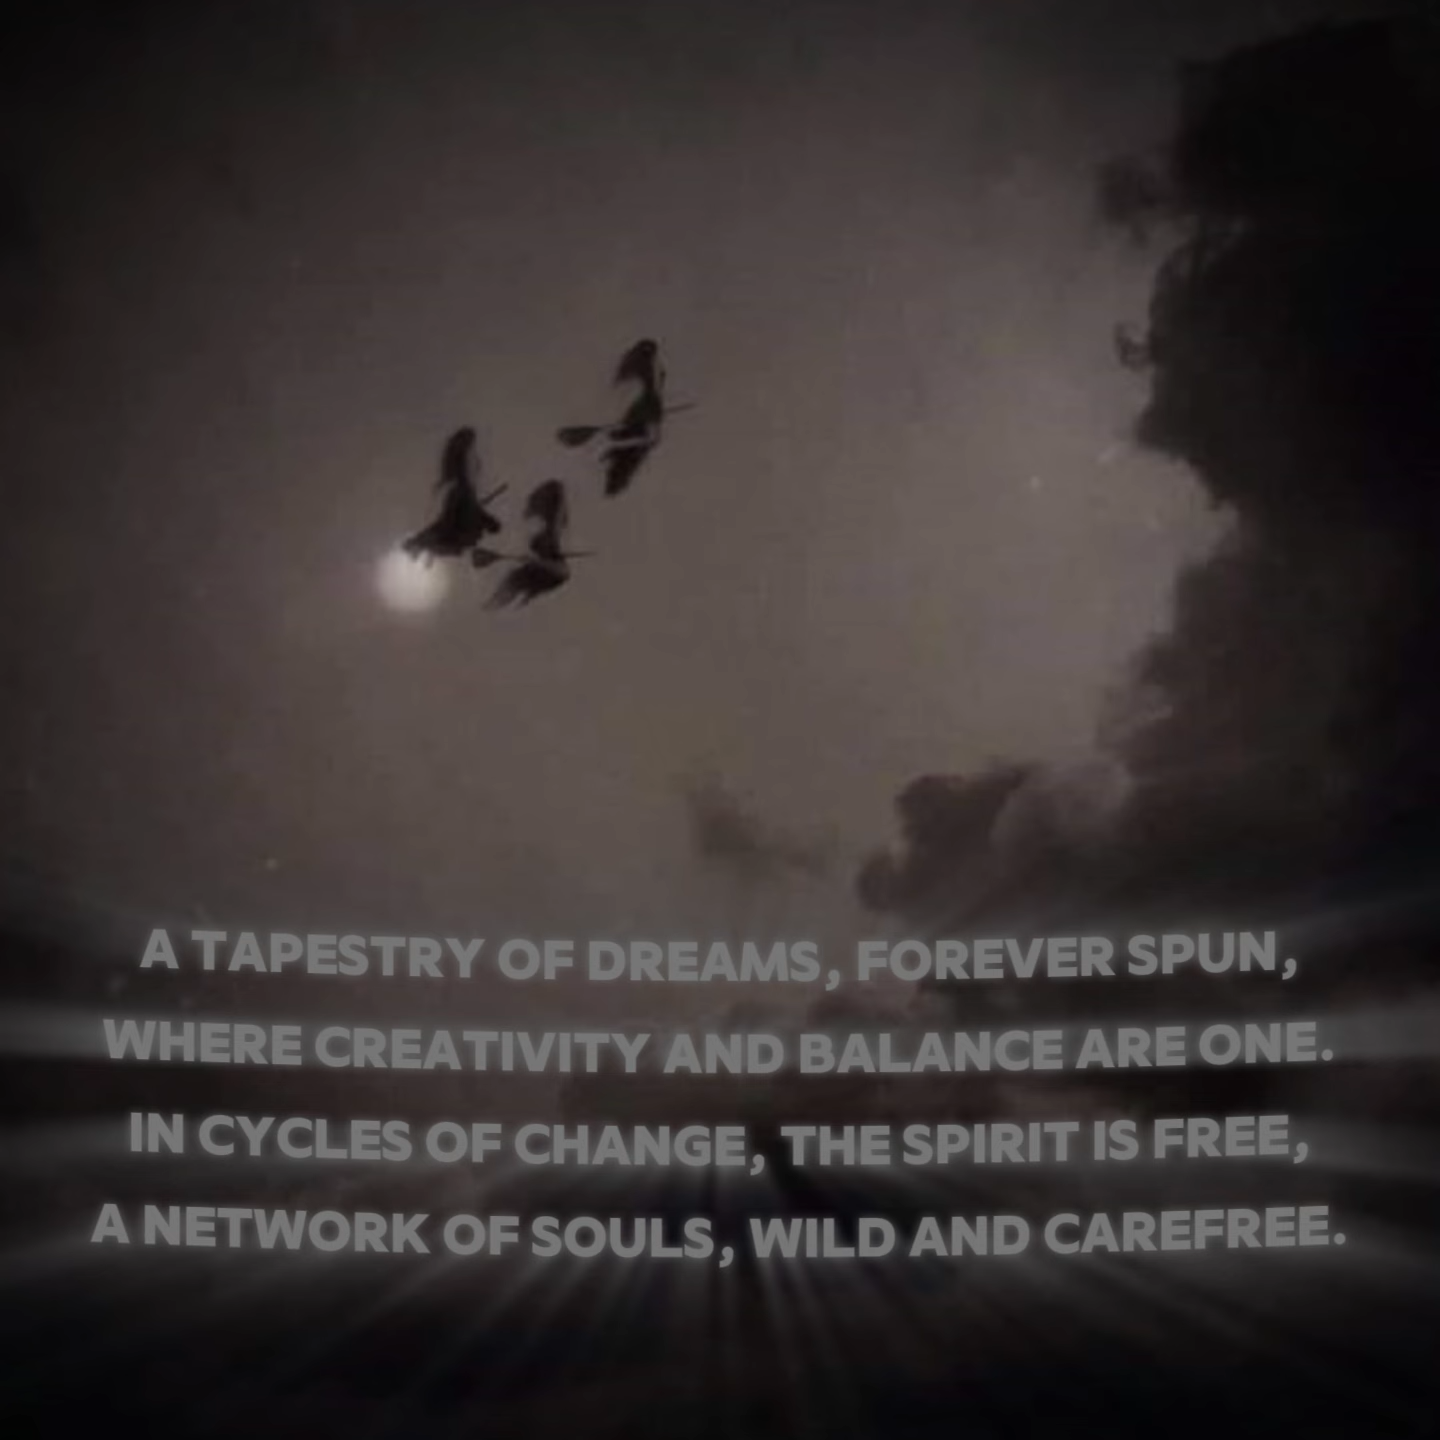 A TAPESTRY OF DREAMS, FOREVER SPUN,
WHERE CREATIVITY AND BALANCE ARE ONE.
IN CYCLES OF CHANGE, THE SPIRIT IS FREE,
A NETWORK OF SOULS, WILD AND CAREFREE.